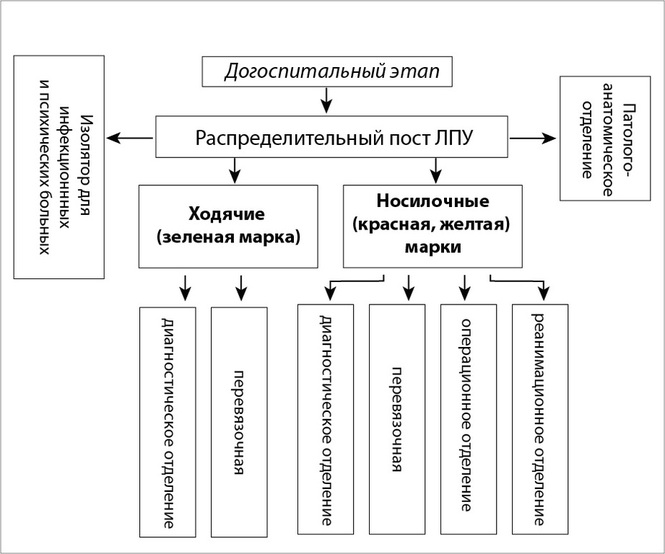 Догоспитальный этап
Изолятор для
инфекционнных
и психических больных
Распределительный пост ЛПУ
Патолого-
анатомическое
отделение
Ходячие
(зеленая марка)
Носилочные
(красная, желтая)
марки
диагностическое отделение
перевязочная
диагностическое отделение
перевязочная
операционное отделение
реанимационное отделение